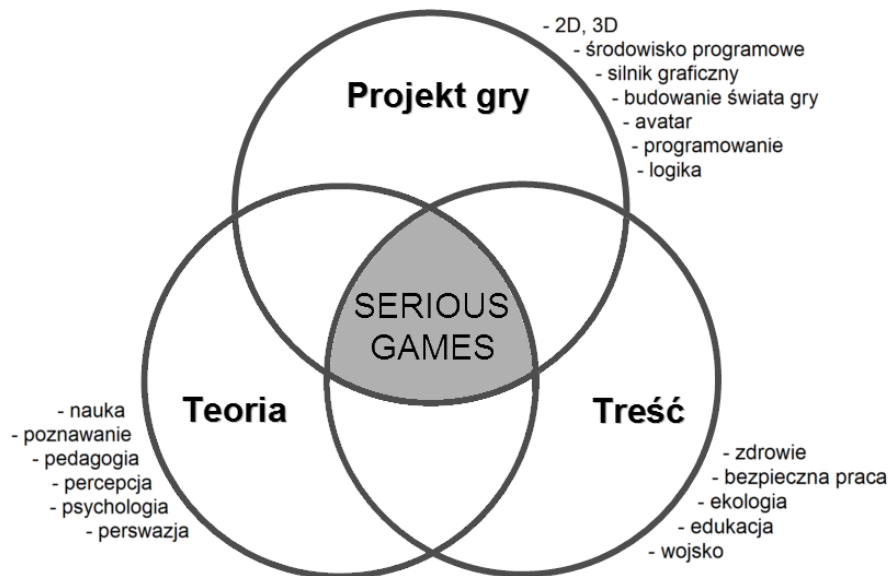 - 2D, 3D
- środowisko programowe
- silnik graficzny
- budowanie świata gry
- avatar
- programowanie
- logika
Projekt gry
SERIOUS
GAMES
Teoria
- nauka
- poznawanie
- pedagogia
- percepcja
- psychologia
- perswazja
Treść
- zdrowie
- bezpieczna praca
- ekologia
- edukacja
- wojsko